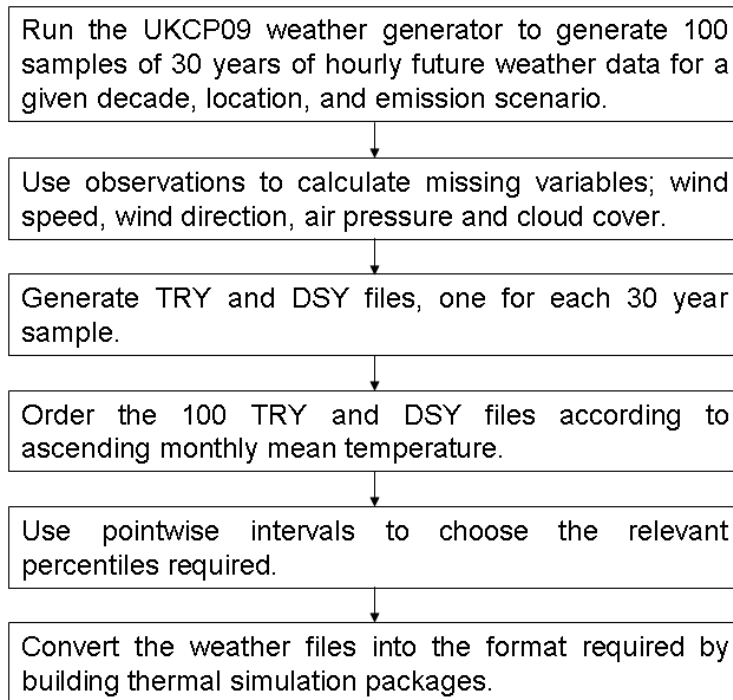 Run the UKCP09 weather generator to generate 100
samples of 30 years of hourly future weather data for a
given decade, location, and emission scenario.
Use observations to calculate missing variables; wind
speed, wind direction, air pressure and cloud cover.
Generate TRY and DSY files, one for each 30 year
sample.
Order the 100 TRY and DSY files according to
ascending monthly mean temperature.
Use pointwise intervals to choose the relevant
percentiles required.
Convert the weather files into the format required by
building thermal simulation packages.